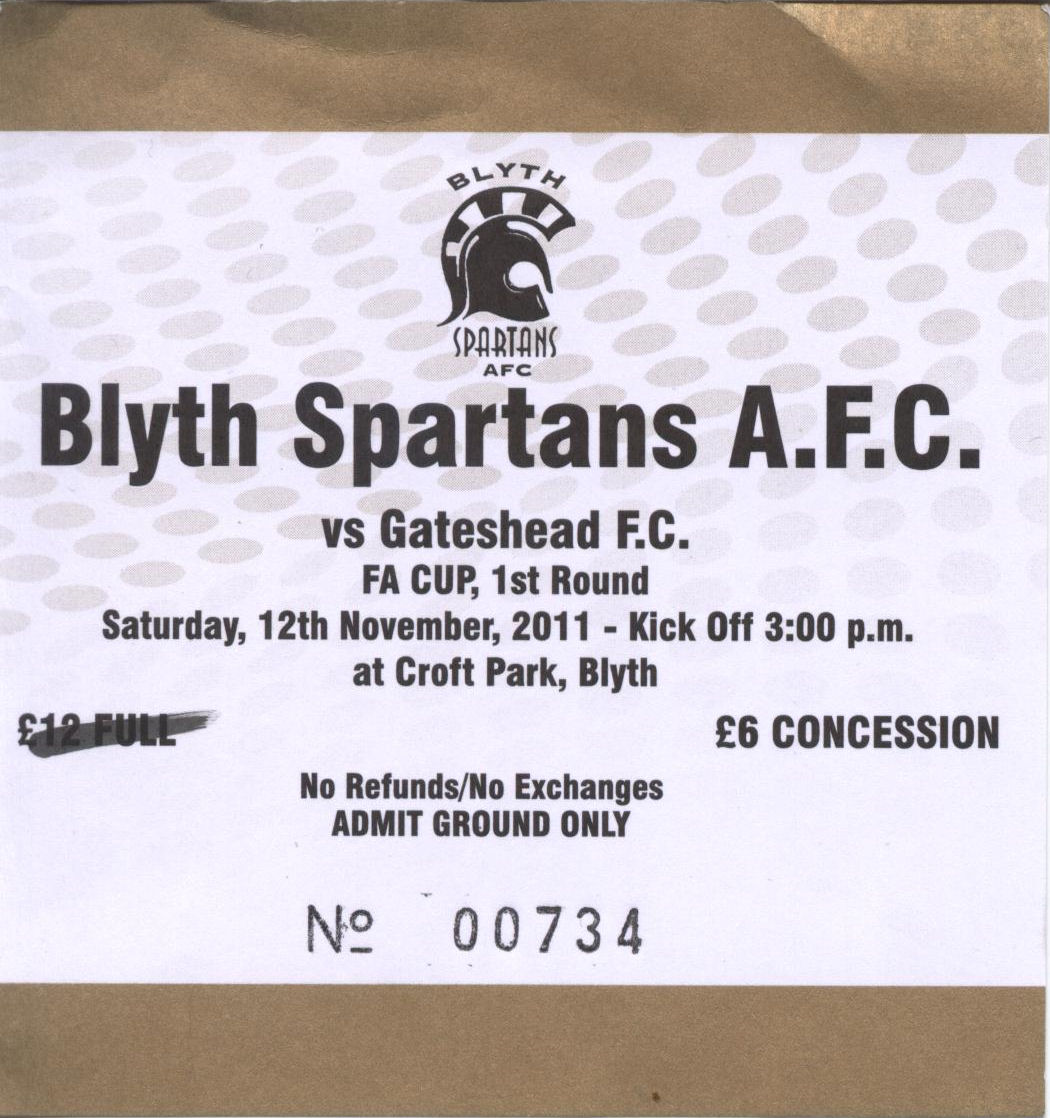 BLYTH
SPARTANS
AFC
Blyth Spartans A.F.C.
vs Gateshead F.C.
FA CUP, 1st Round
Saturday, 12th November, 2011 - Kick Off 3:00 p.m.
at Croft Park, Blyth
£12 FULL £6 CONCESSION
No Refunds/No Exchanges
ADMIT GROUND ONLY
Nº 00734